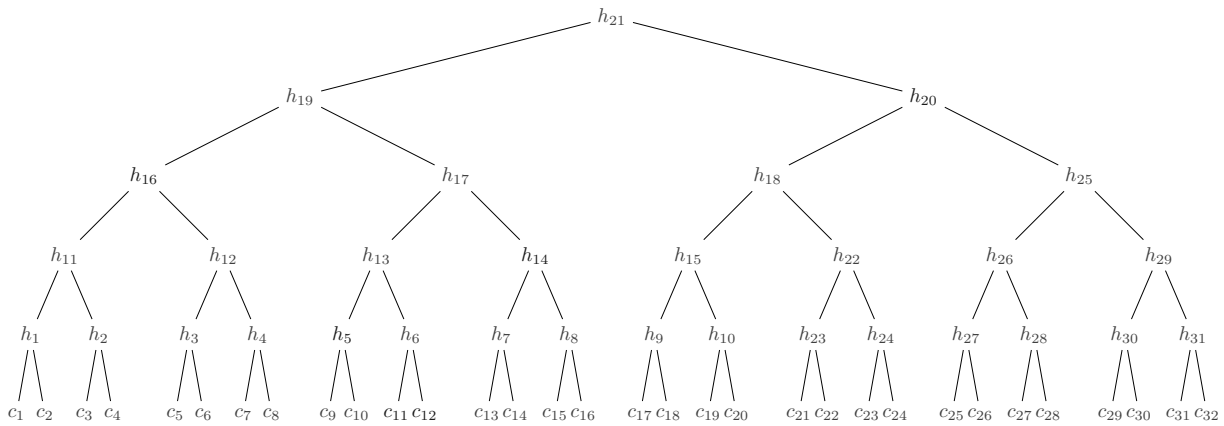 h₂₁
h₁₉ h₂₀
h₁₆ h₁₇ h₁₈ h₂₅
h₁₁ h₁₂ h₁₃ h₁₄ h₁₅ h₂₂ h₂₆ h₂₉
h₁ h₂ h₃ h₄ h₅ h₆ h₇ h₈ h₉ h₁₀ h₂₃ h₂₄ h₂₇ h₂₈ h₃₀ h₃₁
c₁ c₂ c₃ c₄ c₅ c₆ c₇ c₈ c₉ c₁₀ c₁₁ c₁₂ c₁₃ c₁₄ c₁₅ c₁₆ c₁₇ c₁₈ c₁₉ c₂₀ c₂₁ c₂₂ c₂₃ c₂₄ c₂₅ c₂₆ c₂₇ c₂₈ c₂₉ c₃₀ c₃₁ c₃₂